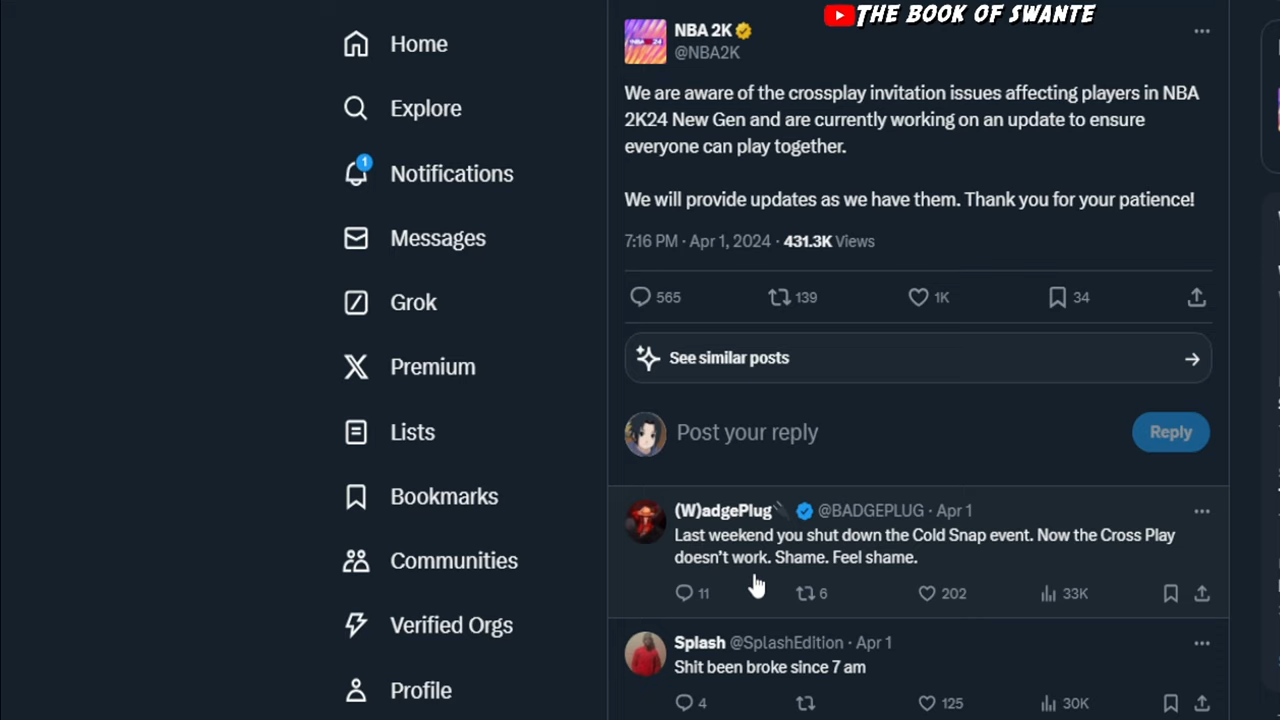 THE BOOK OF SWANTE
Home
Explore
1
Notifications
Messages
Grok
Premium
Lists
Bookmarks
Communities
Verified Orgs
Profile
NBA 2K
@NBA2K
We are aware of the crossplay invitation issues affecting players in NBA
2K24 New Gen and are currently working on an update to ensure
everyone can play together.
We will provide updates as we have them. Thank you for your patience!
7:16 PM · Apr 1, 2024 · 431.3K Views
565 139 1K 34
See similar posts
Post your reply
Reply
(W)adgePlug @BADGEPLUG · Apr 1
Last weekend you shut down the Cold Snap event. Now the Cross Play
doesn't work. Shame. Feel shame.
11 6 202 33K
Splash @SplashEdition · Apr 1
Shit been broke since 7 am
4 125 30K